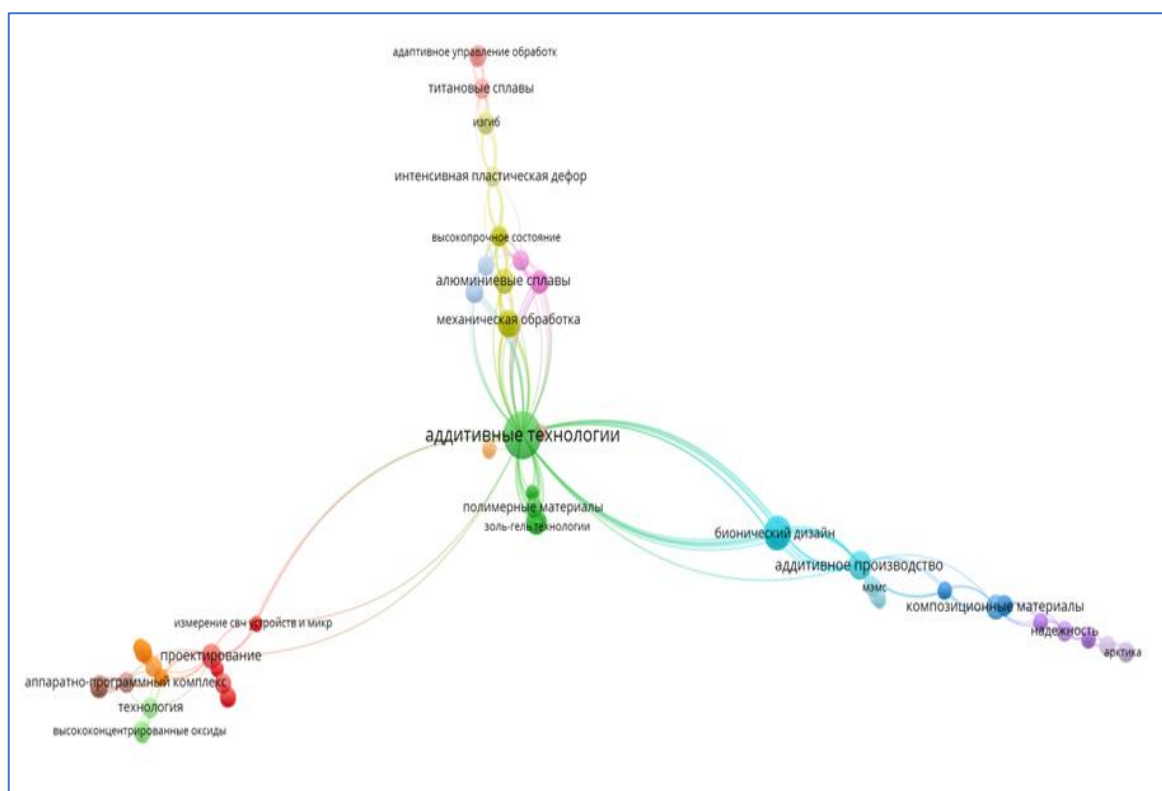 адаптивное управление обработк
титановые сплавы
изгиб
интенсивная пластическая дефор
высокопрочное состояние
алюминиевые сплавы
механическая обработка
аддитивные технологии
полимерные материалы
золь-гель технологии
бионический дизайн
аддитивное производство
мэмс
композиционные материалы
надежность
арктика
измерение свч устройств и микр
проектирование
аппаратно-программный комплекс
технология
высококонцентрированные оксиды